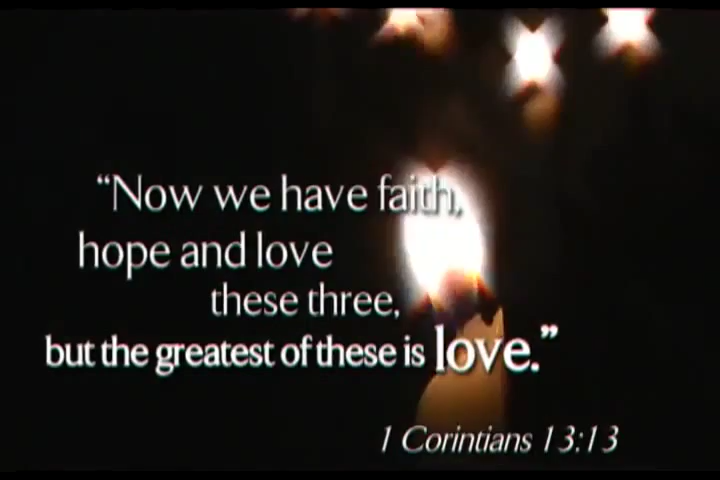 “Now we have faith,
hope and love
these three,
but the greatest of these is love.”
1 Corintians 13:13